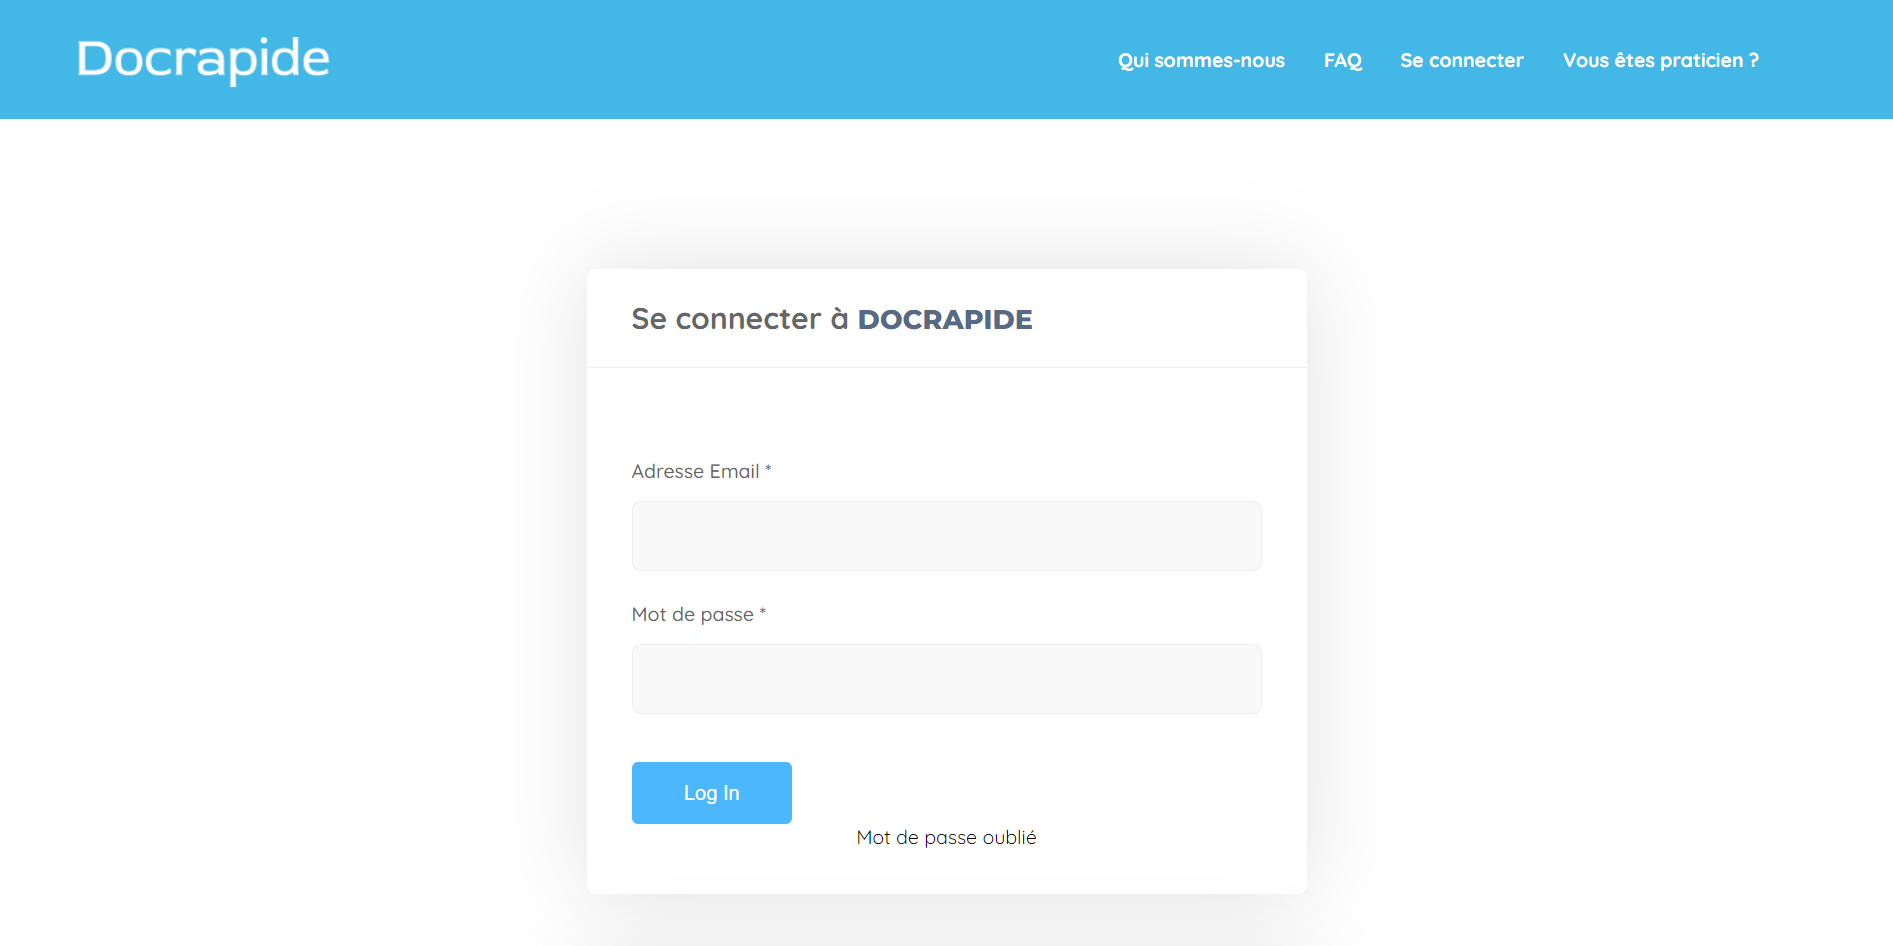 Docrapide
Qui sommes-nous FAQ Se connecter Vous êtes praticien ?
Se connecter à DOCRAPIDE
Adresse Email *
Mot de passe *
Log In
Mot de passe oublié